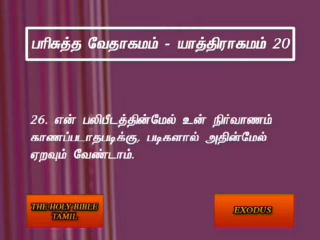 பரிசுத்த வேதாகமம் - யாத்திராகமம் 20
26. என் பலிபீடத்தின்மேல் உன் நிர்வாணம்
காணப்படாதபடிக்கு, படிகளால் அதின்மேல்
ஏறவும் வேண்டாம்.
THE HOLY BIBLE
TAMIL
EXODUS